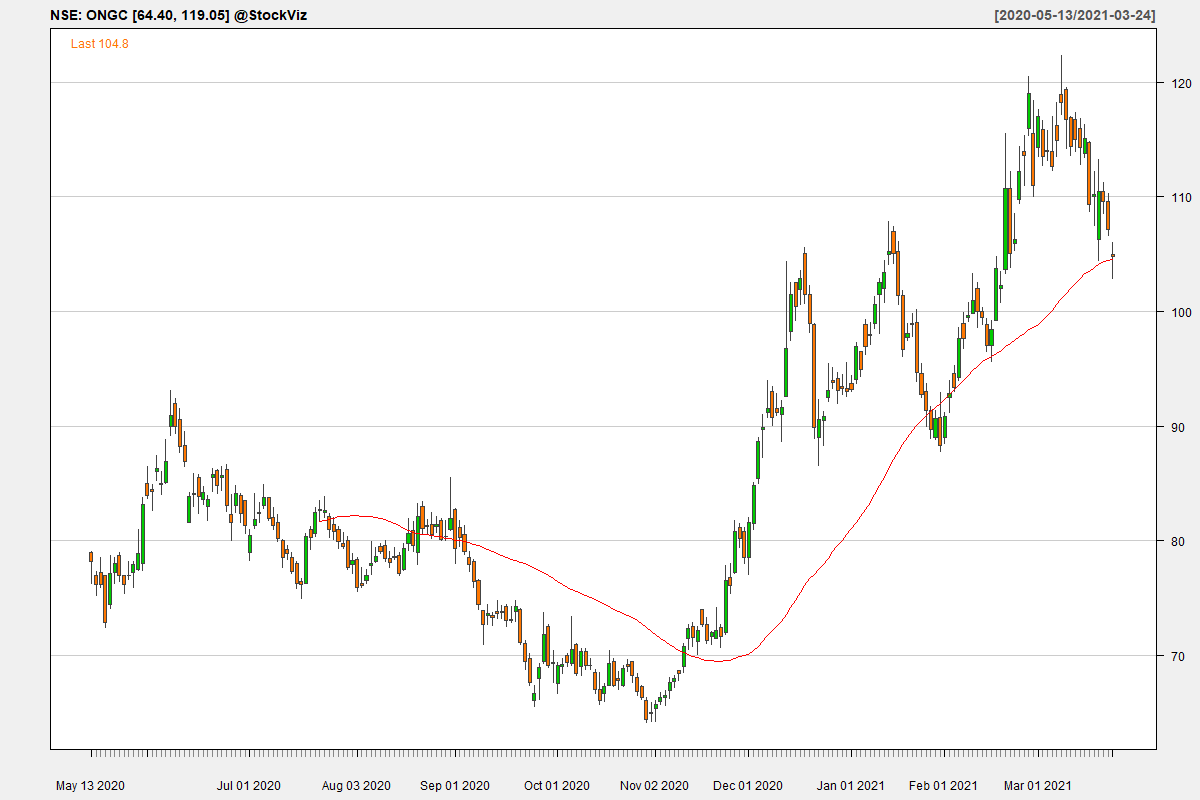 NSE: ONGC [64.40, 119.05] @StockViz
[2020-05-13/2021-03-24]
Last 104.8
120
110
100
90
80
70
May 13 2020 Jul 01 2020 Aug 03 2020 Sep 01 2020 Oct 01 2020 Nov 02 2020 Dec 01 2020 Jan 01 2021 Feb 01 2021 Mar 01 2021